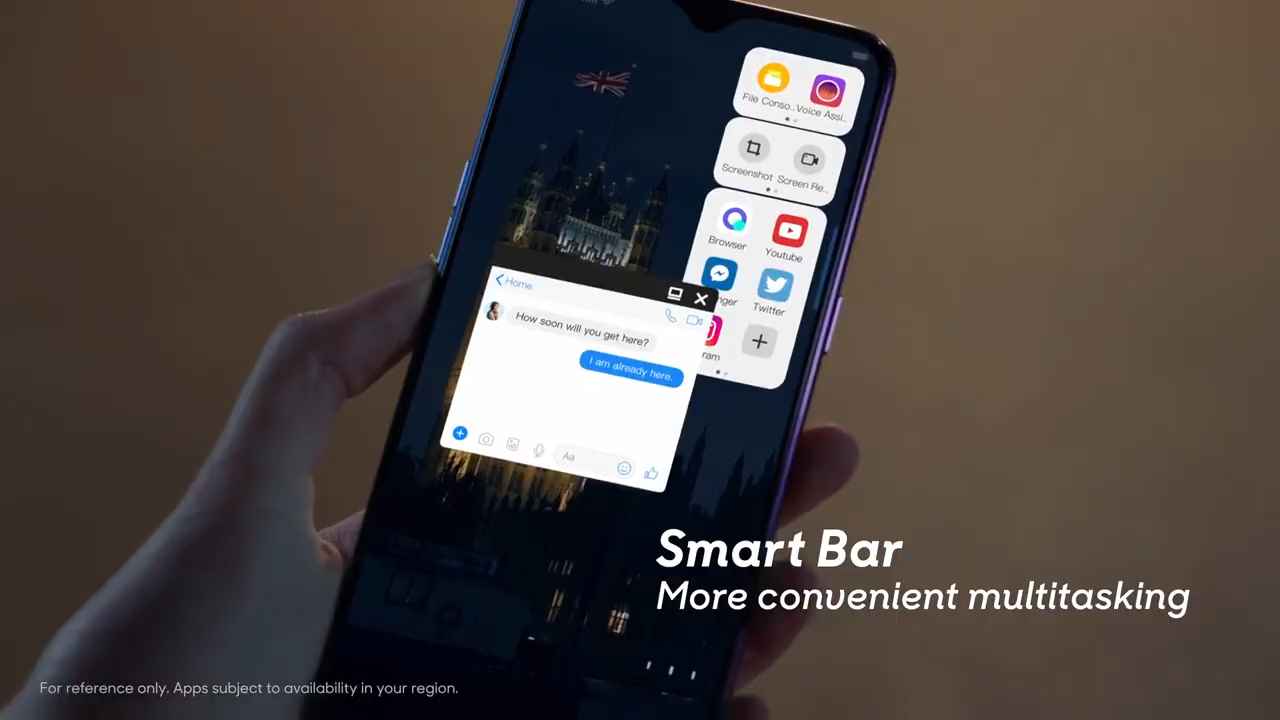 File Conso.. Voice Assi..
Screenshot Screen Re..
Browser Youtube
nger Twitter
ram
Home
How soon will you get here?
I am already here.
Aa
Smart Bar
More convenient multitasking
For reference only. Apps subject to availability in your region.